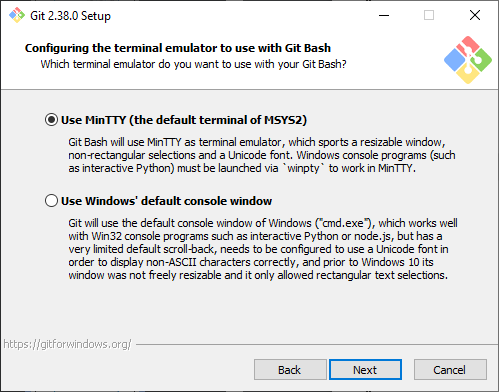 Git 2.38.0 Setup
Configuring the terminal emulator to use with Git Bash
Which terminal emulator do you want to use with your Git Bash?
Use MinTTY (the default terminal of MSYS2)
Git Bash will use MinTTY as terminal emulator, which sports a resizable window,
non-rectangular selections and a Unicode font. Windows console programs (such
as interactive Python) must be launched via `winpty` to work in MinTTY.
Use Windows' default console window
Git will use the default console window of Windows ("cmd.exe"), which works well
with Win32 console programs such as interactive Python or node.js, but has a
very limited default scroll-back, needs to be configured to use a Unicode font in
order to display non-ASCII characters correctly, and prior to Windows 10 its
window was not freely resizable and it only allowed rectangular text selections.
https://gitforwindows.org/
Back
Next
Cancel